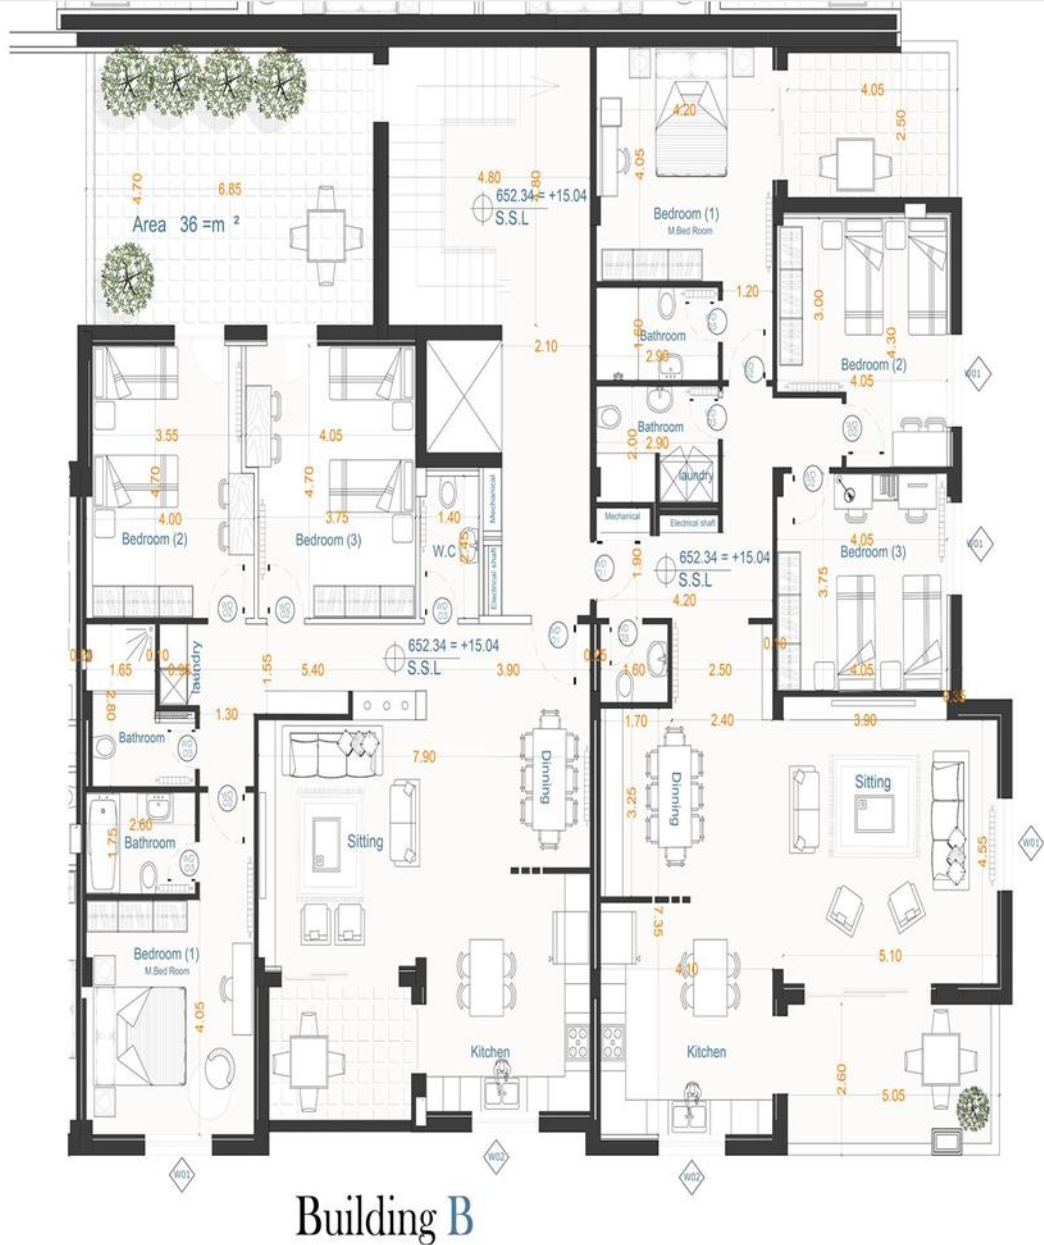 4.05
2.50
4.20
4.05
4.70
6.85
Area 36 =m ²
4.80
4.80
652.34 = +15.04
S.S.L
Bedroom (1)
M.Bed Room
1.20
3.00
4.30
Bedroom (2)
4.05
W01
Bathroom
1.60
2.90
2.10
Bathroom
2.00
2.90
laundry
3.55
4.70
4.00
Bedroom (2)
4.05
4.70
3.75
Bedroom (3)
1.40
W.C
2.45
Mechanical
Electrical shaft
Mechanical
Electrical shaft
4.05
Bedroom (3)
3.75
4.05
W01
1.90
652.34 = +15.04
S.S.L
4.20
652.34 = +15.04
S.S.L
1.65
0.10
laundry
1.55
5.40
3.90
1.60
2.50
2.80
1.30
Bathroom
1.70
2.40
3.90
7.90
Dinning
Dinning
3.25
Sitting
Sitting
4.55
W01
2.60
1.75
Bathroom
Bedroom (1)
M.Bed Room
4.05
7.35
4.10
5.10
Kitchen
Kitchen
2.60
5.05
W01
W02
W02
Building B